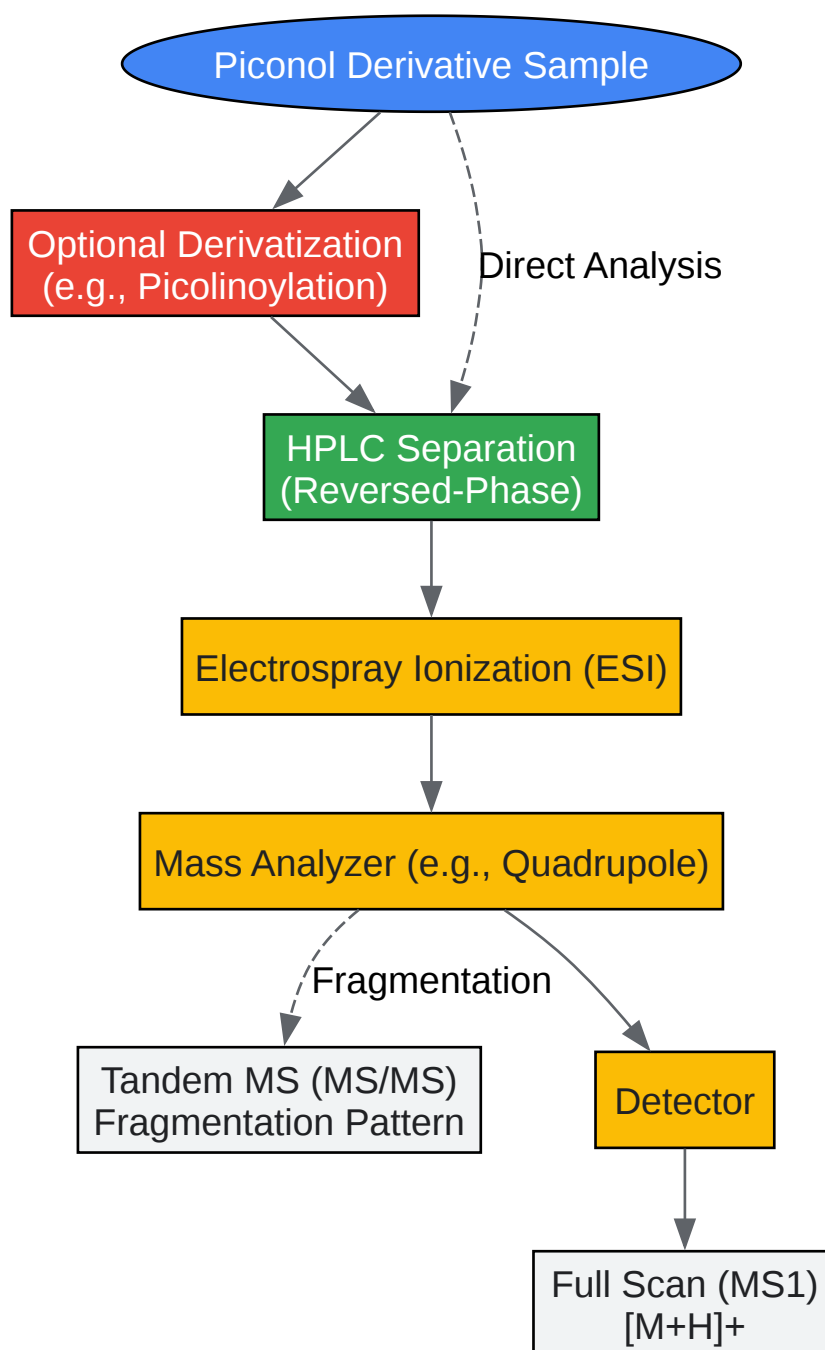 Piconol Derivative Sample
Optional Derivatization
(e.g., Picolinoylation)
Direct Analysis
HPLC Separation
(Reversed-Phase)
Electrospray Ionization (ESI)
Mass Analyzer (e.g., Quadrupole)
Fragmentation
Tandem MS (MS/MS)
Fragmentation Pattern
Detector
Full Scan (MS1)
[M+H]+